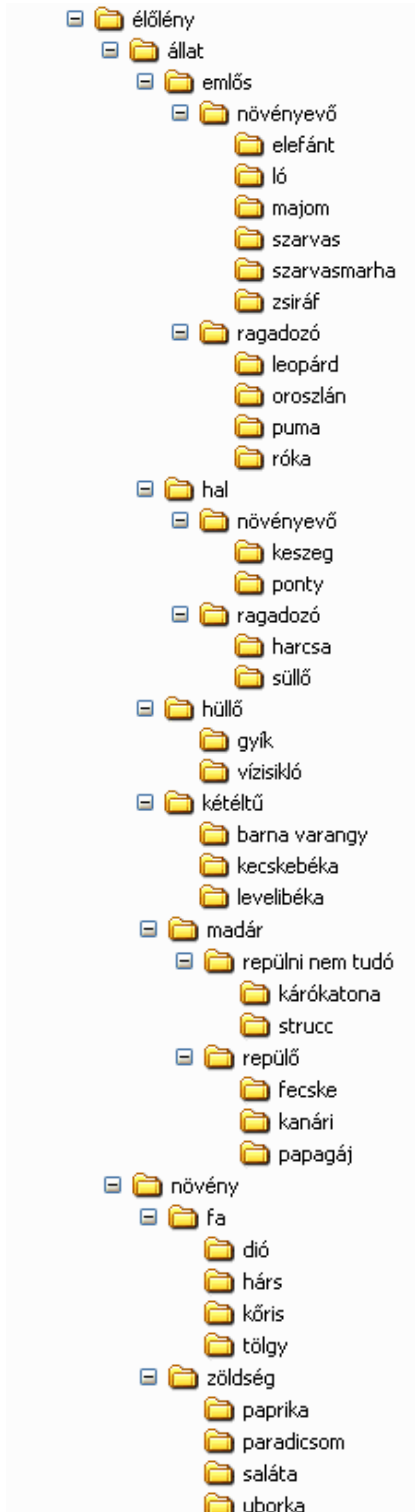 élőlény
állat
emlős
növényevő
elefánt
ló
majom
szarvas
szarvasmarha
zsiráf
ragadozó
leopárd
oroszlán
puma
róka
hal
növényevő
keszeg
ponty
ragadozó
harcsa
süllő
hüllő
gyík
vízisikló
kétéltű
barna varangy
kecskebéka
levelibéka
madár
repülni nem tudó
kárókatona
strucc
repülő
fecske
kanári
papagáj
növény
fa
dió
hárs
kőris
tölgy
zöldség
paprika
paradicsom
saláta
uborka